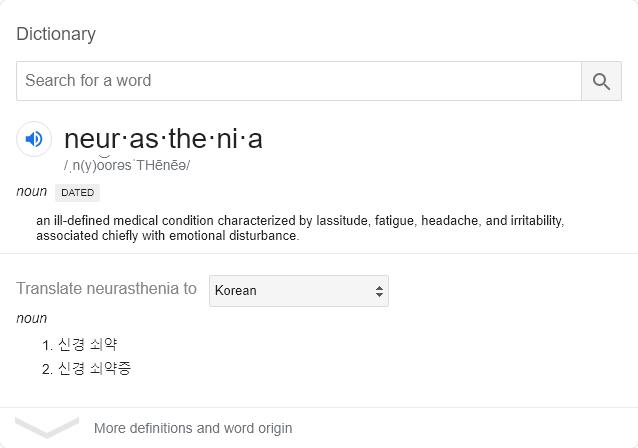 Dictionary
Search for a word
neur·as·the·ni·a
/ˌn(y)o͝orəsˈTHēnēə/
noun DATED
an ill-defined medical condition characterized by lassitude, fatigue, headache, and irritability,
associated chiefly with emotional disturbance.
Translate neurasthenia to Korean
noun
1. 신경 쇠약
2. 신경 쇠약증
More definitions and word origin